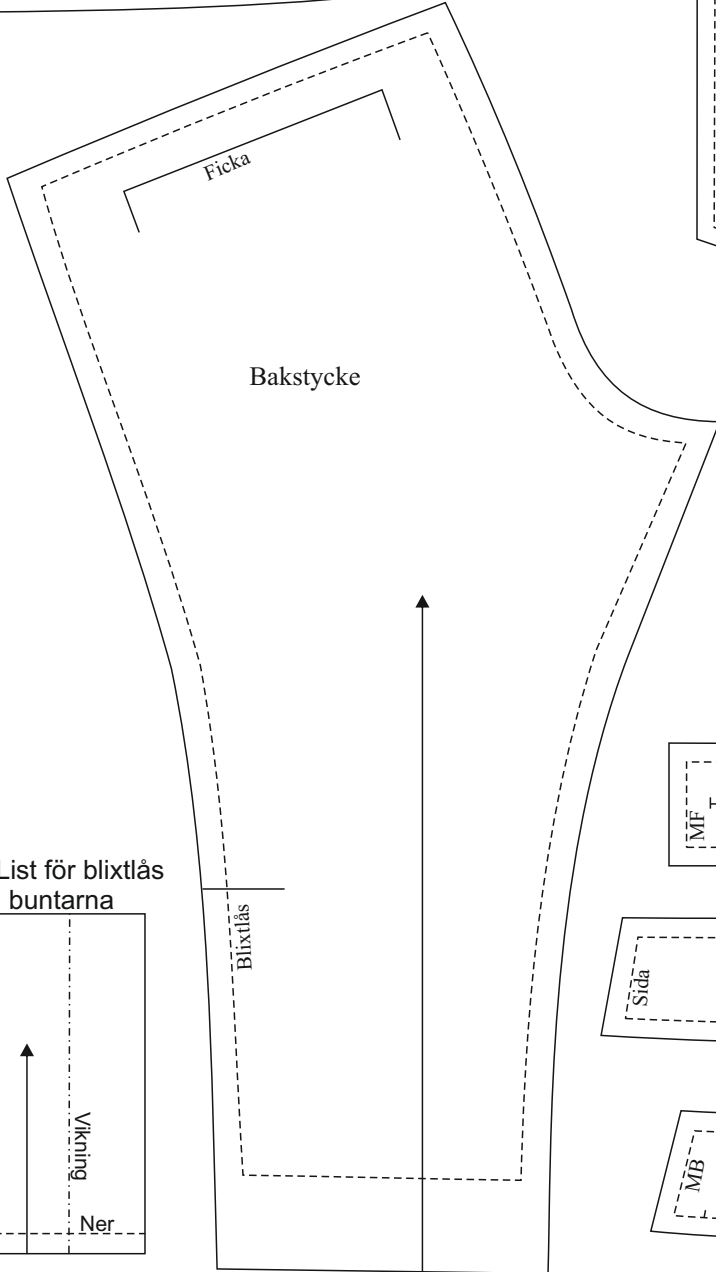 Ficka
Bakstycke
MF
List för blixtlås
buntarna
Blixtlås
Sida
Vikning
MB
Ner